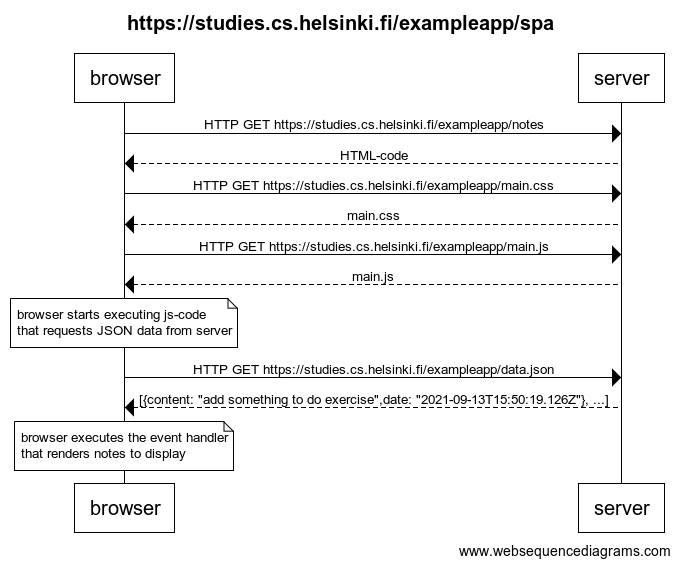 https://studies.cs.helsinki.fi/exampleapp/spa
browser
server
HTTP GET https://studies.cs.helsinki.fi/exampleapp/notes
HTML-code
HTTP GET https://studies.cs.helsinki.fi/exampleapp/main.css
main.css
HTTP GET https://studies.cs.helsinki.fi/exampleapp/main.js
main.js
browser starts executing js-code
that requests JSON data from server
HTTP GET https://studies.cs.helsinki.fi/exampleapp/data.json
[{content: "add something to do exercise",date: "2021-09-13T15:50:19.126Z"}, ...]
browser executes the event handler
that renders notes to display
browser
server
www.websequencediagrams.com